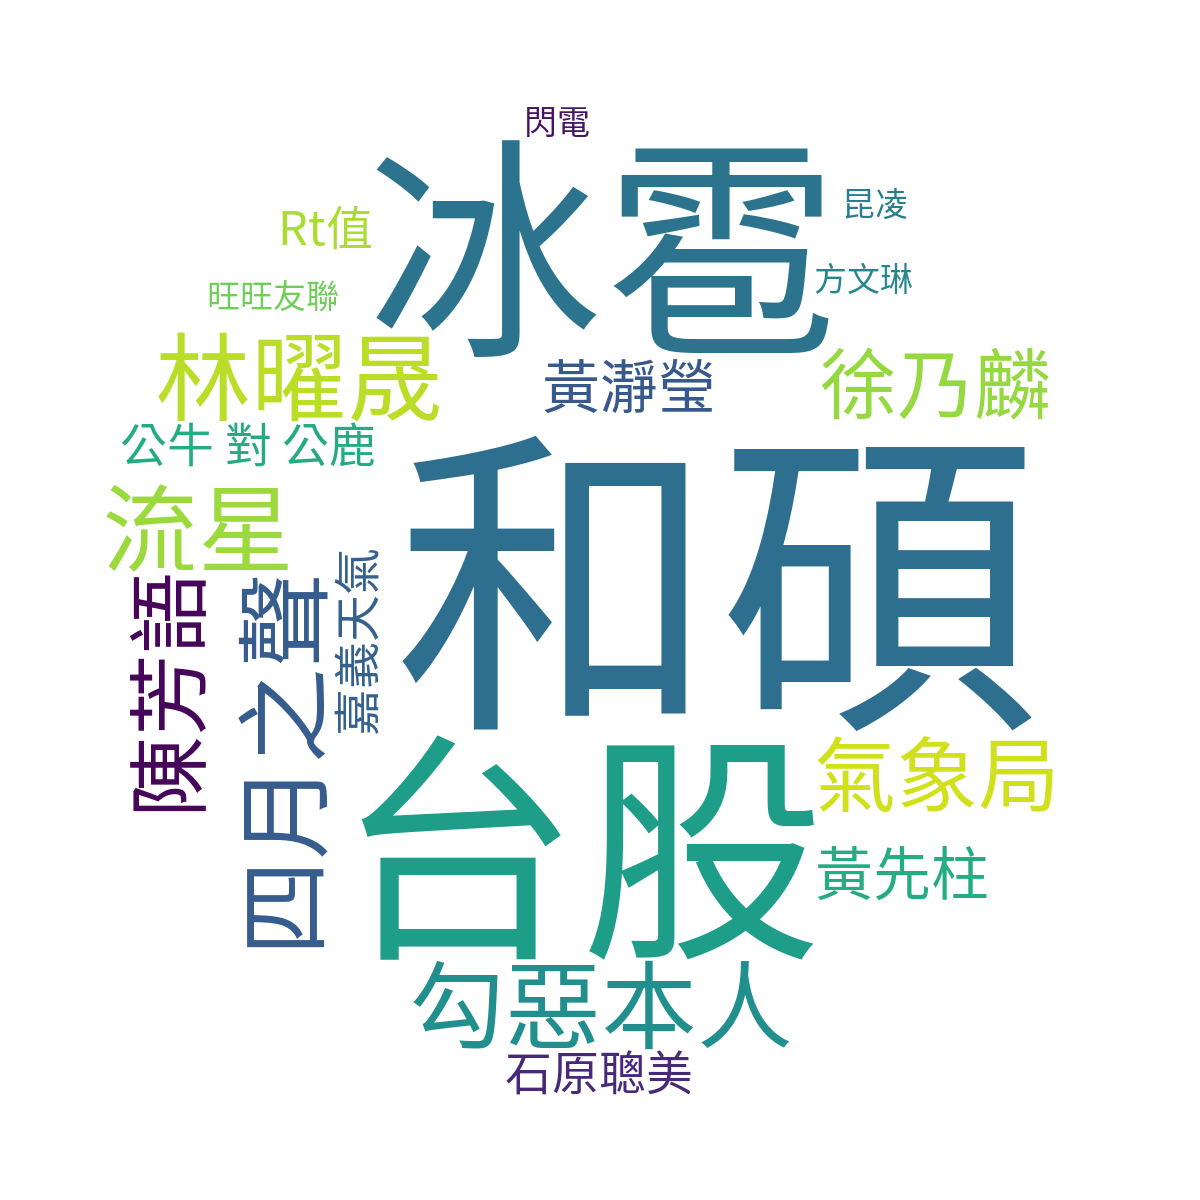 閃電
冰雹
昆凌
Rt值
方文琳
旺旺友聯
林曜晟
黃瀞瑩
徐乃麟
公牛 對 公鹿
和碩
流星
嘉義天氣
陳芳語
四月之聲
台股
氣象局
黃先柱
勾惡本人
石原聰美